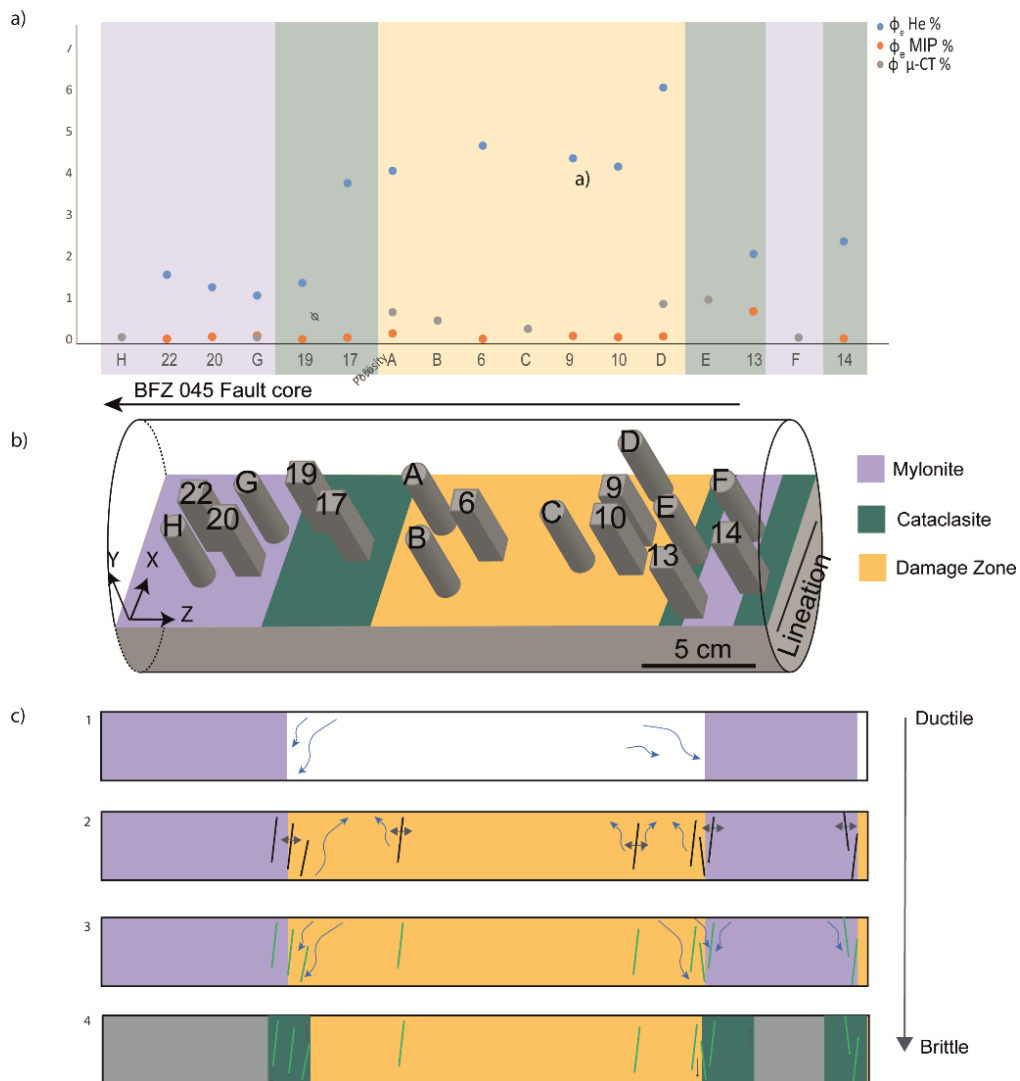 a)
ϕe He %
ϕe MIP %
ϕ μ-CT %
7
6
5
4
3
2
1
0
a)
ϕ
Porosity %
H 22 20 G 19 17 A B 6 C 9 10 D E 13 F 14
BFZ 045 Fault core
b)
D
G 19 A 9 F
22 17 6 C E
H 20 B 10 13 14
Y X
Z
5 cm
Lineation
Mylonite
Cataclasite
Damage Zone
c)
1
Ductile
2
3
4
Brittle